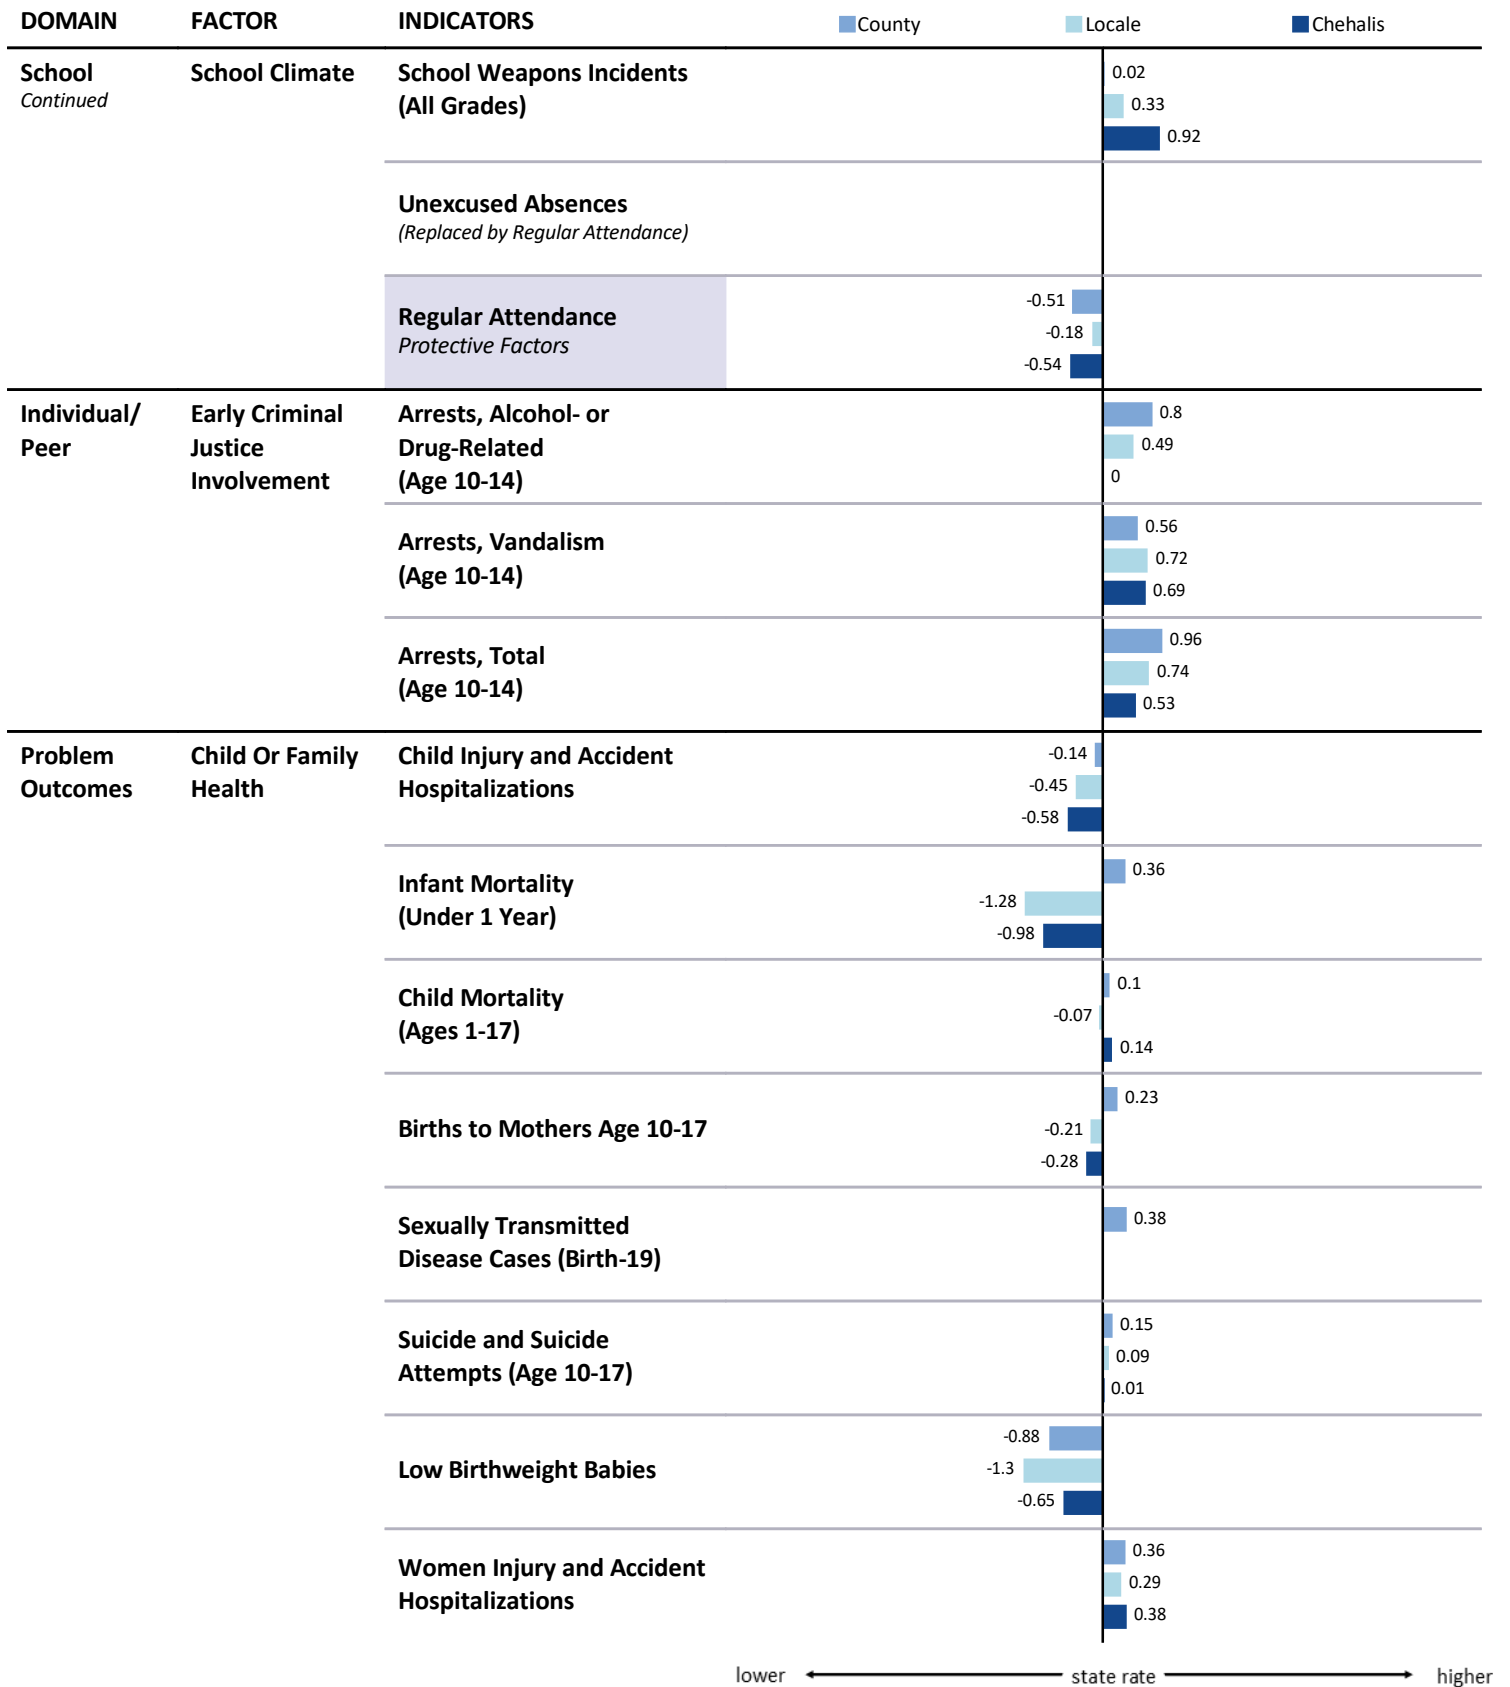 DOMAIN FACTOR INDICATORS County Locale Chehalis
School School Climate School Weapons Incidents
Continued (All Grades)
0.02
0.33
0.92
Unexcused Absences
(Replaced by Regular Attendance)
Regular Attendance
Protective Factors
-0.51
-0.18
-0.54
Individual/ Early Criminal Arrests, Alcohol- or
Peer Justice Drug-Related
Involvement (Age 10-14)
0.8
0.49
0
Arrests, Vandalism
(Age 10-14)
0.56
0.72
0.69
Arrests, Total
(Age 10-14)
0.96
0.74
0.53
Problem Child Or Family Child Injury and Accident
Outcomes Health Hospitalizations
-0.14
-0.45
-0.58
Infant Mortality
(Under 1 Year)
0.36
-1.28
-0.98
Child Mortality
(Ages 1-17)
0.1
-0.07
0.14
Births to Mothers Age 10-17
0.23
-0.21
-0.28
Sexually Transmitted
Disease Cases (Birth-19)
0.38
Suicide and Suicide
Attempts (Age 10-17)
0.15
0.09
0.01
Low Birthweight Babies
-0.88
-1.3
-0.65
Women Injury and Accident
Hospitalizations
0.36
0.29
0.38
lower state rate higher